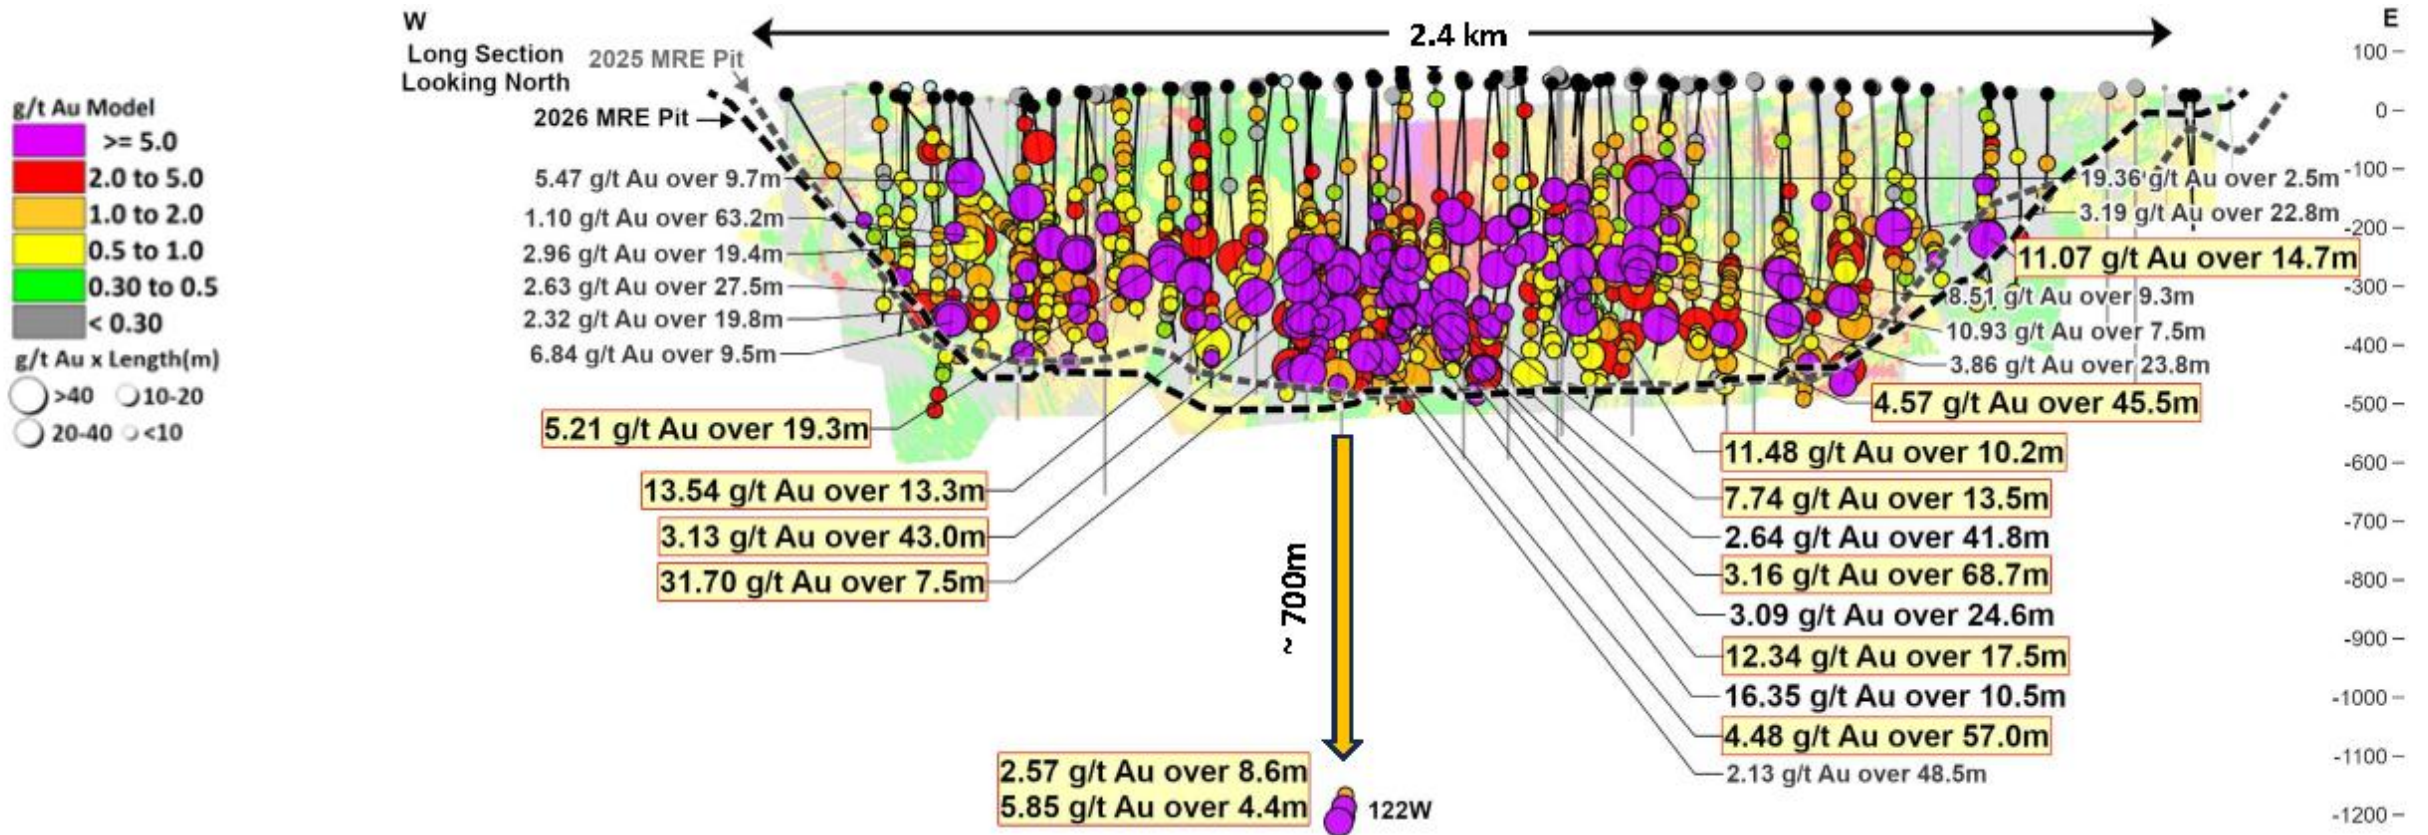 W
E
2.4 km
Long Section
Looking North
2025 MRE Pit
2026 MRE Pit
g/t Au Model
>= 5.0
2.0 to 5.0
1.0 to 2.0
0.5 to 1.0
0.30 to 0.5
< 0.30
g/t Au x Length(m)
>40
10-20
20-40
<10
5.47 g/t Au over 9.7m
1.10 g/t Au over 63.2m
2.96 g/t Au over 19.4m
2.63 g/t Au over 27.5m
2.32 g/t Au over 19.8m
6.84 g/t Au over 9.5m
5.21 g/t Au over 19.3m
13.54 g/t Au over 13.3m
3.13 g/t Au over 43.0m
31.70 g/t Au over 7.5m
~ 700m
2.57 g/t Au over 8.6m
5.85 g/t Au over 4.4m
122W
19.36 g/t Au over 2.5m
3.19 g/t Au over 22.8m
11.07 g/t Au over 14.7m
8.51 g/t Au over 9.3m
10.93 g/t Au over 7.5m
3.86 g/t Au over 23.8m
4.57 g/t Au over 45.5m
11.48 g/t Au over 10.2m
7.74 g/t Au over 13.5m
2.64 g/t Au over 41.8m
3.16 g/t Au over 68.7m
3.09 g/t Au over 24.6m
12.34 g/t Au over 17.5m
16.35 g/t Au over 10.5m
4.48 g/t Au over 57.0m
2.13 g/t Au over 48.5m
100
0
-100
-200
-300
-400
-500
-600
-700
-800
-900
-1000
-1100
-1200